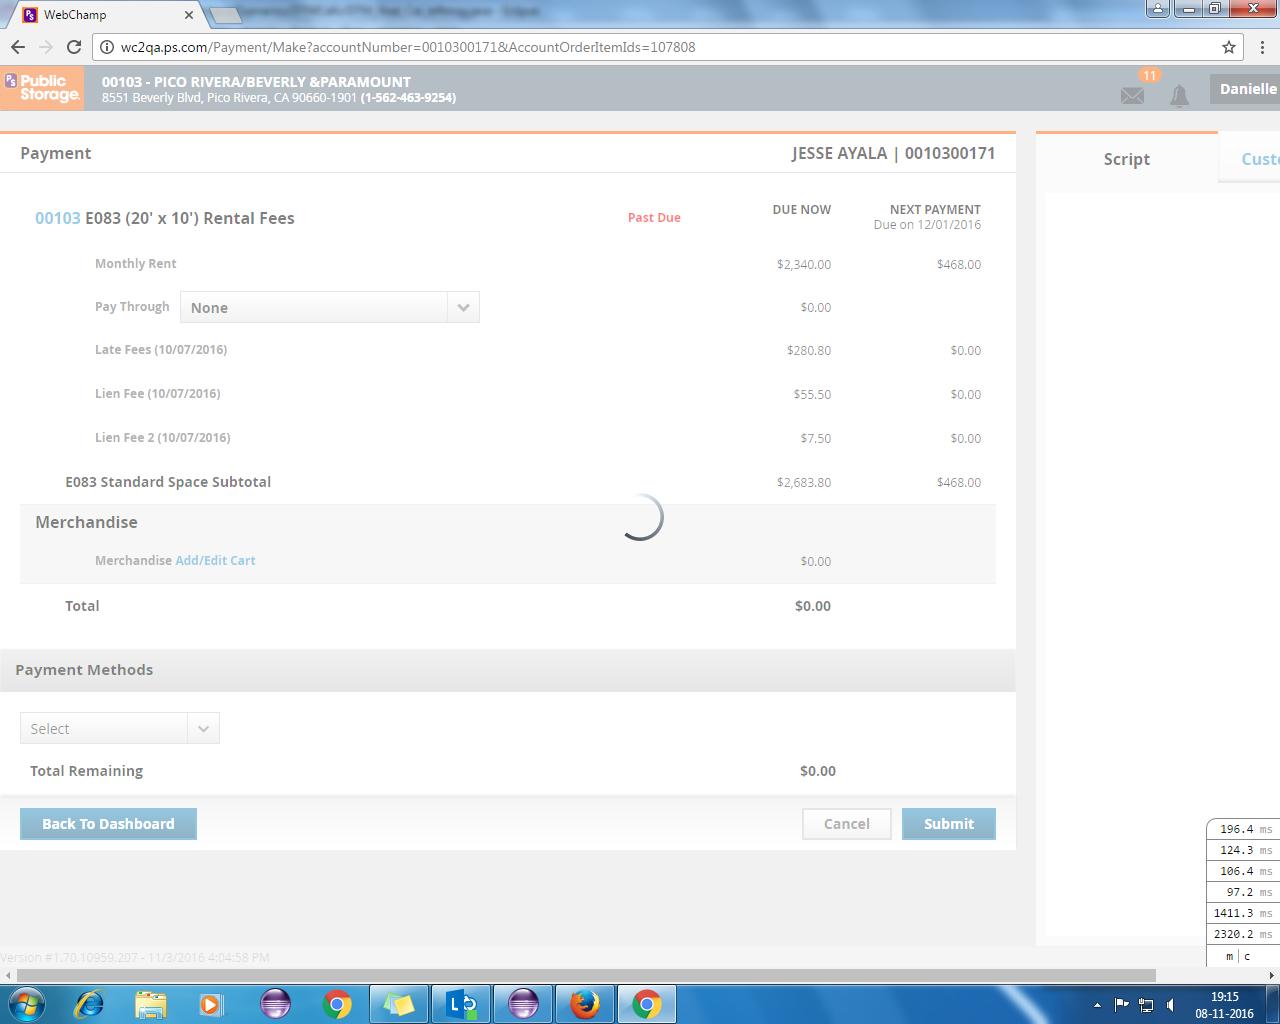 WebChamp
wc2qa.ps.com/Payment/Make?accountNumber=0010300171&AccountOrderItemIds=107808
PS Public Storage.
00103 - PICO RIVERA/BEVERLY &PARAMOUNT
8551 Beverly Blvd, Pico Rivera, CA 90660-1901 (1-562-463-9254)
11
Danielle
Payment
JESSE AYALA | 0010300171
Script
Custo
00103 E083 (20' x 10') Rental Fees
Past Due
DUE NOW
NEXT PAYMENT
Due on 12/01/2016
Monthly Rent $2,340.00 $468.00
Pay Through None $0.00
Late Fees (10/07/2016) $280.80 $0.00
Lien Fee (10/07/2016) $55.50 $0.00
Lien Fee 2 (10/07/2016) $7.50 $0.00
E083 Standard Space Subtotal $2,683.80 $468.00
Merchandise
Merchandise Add/Edit Cart $0.00
Total $0.00
Payment Methods
Select
Total Remaining $0.00
Back To Dashboard
Cancel
Submit
196.4 ms
124.3 ms
106.4 ms
97.2 ms
1411.3 ms
2320.2 ms
m | c
Version #1.70.10959.207 - 11/3/2016 4:04:58 PM
19:15
08-11-2016